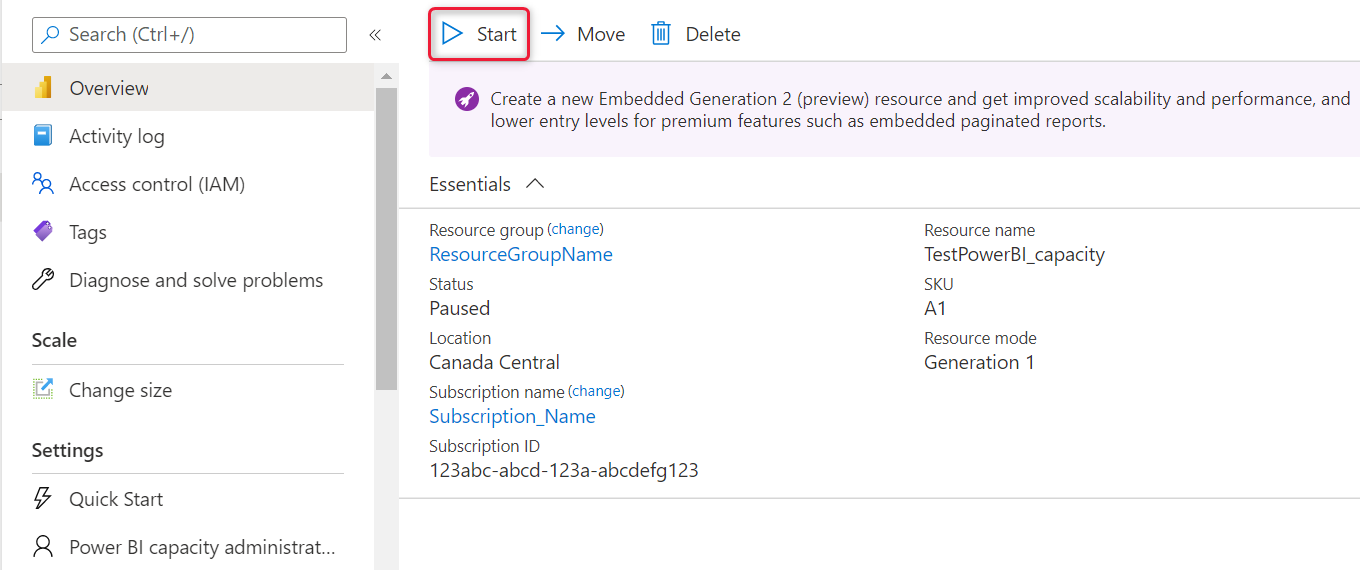 Search (Ctrl+/)
«
Overview
Activity log
Access control (IAM)
Tags
Diagnose and solve problems
Scale
Change size
Settings
Quick Start
Power BI capacity administrat...
Start
Move
Delete
Create a new Embedded Generation 2 (preview) resource and get improved scalability and performance, and
lower entry levels for premium features such as embedded paginated reports.
Essentials
Resource group (change)
ResourceGroupName
Status
Paused
Location
Canada Central
Subscription name (change)
Subscription_Name
Subscription ID
123abc-abcd-123a-abcdefg123
Resource name
TestPowerBI_capacity
SKU
A1
Resource mode
Generation 1